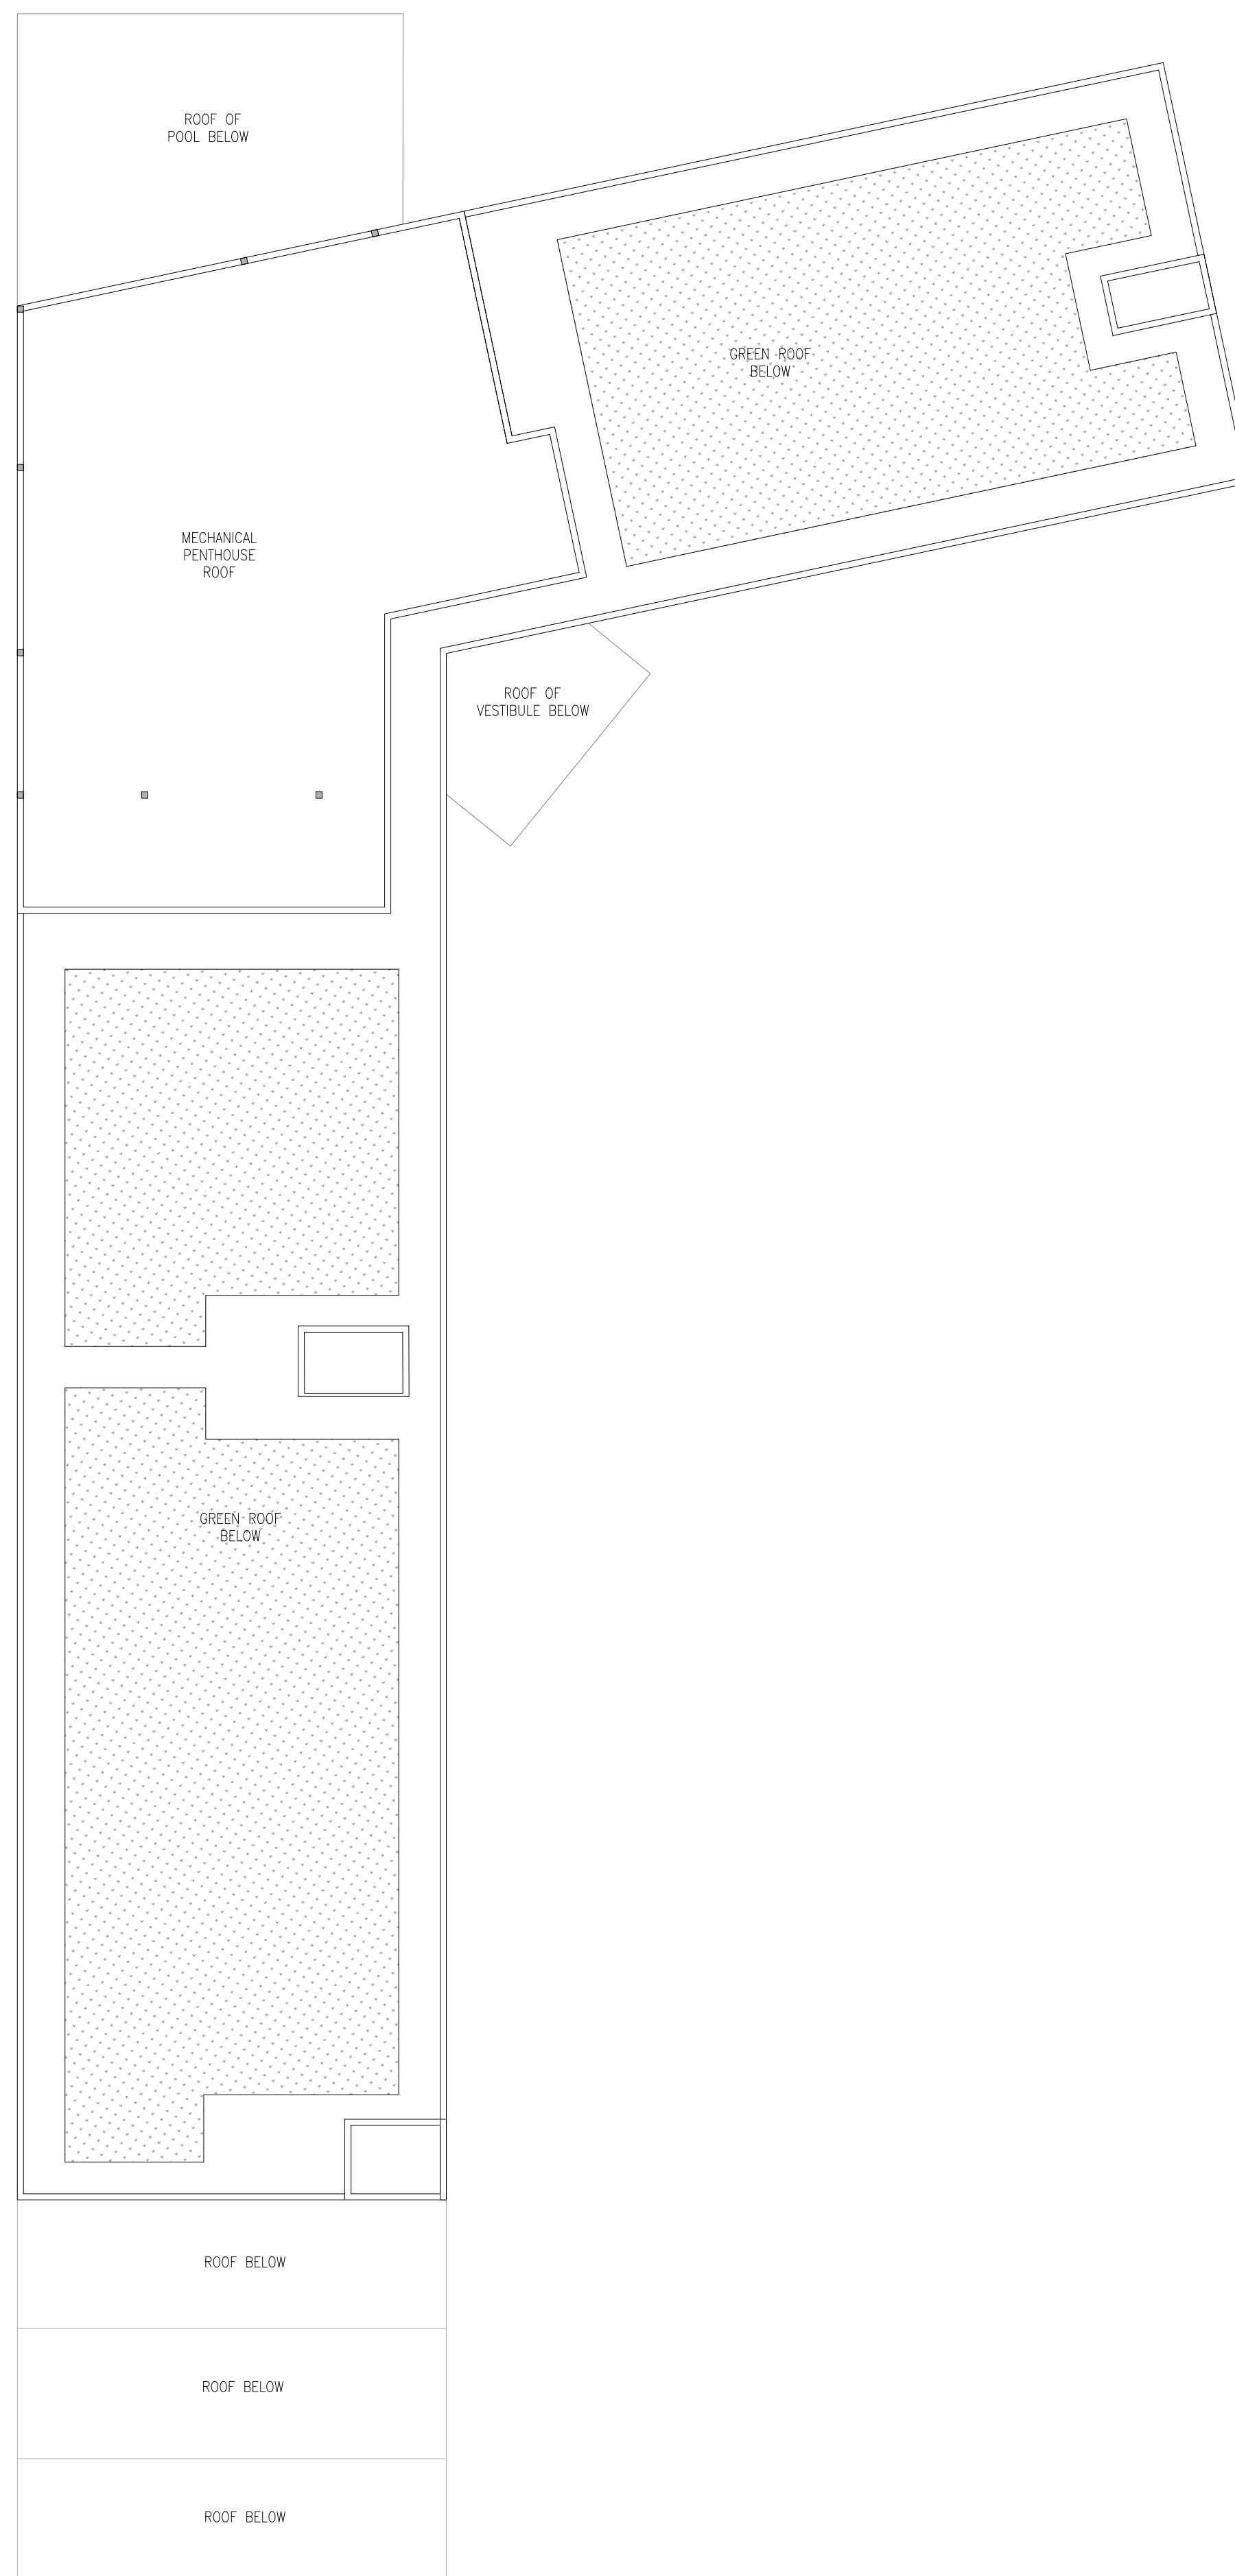 ROOF OF
POOL BELOW
GREEN ROOF
BELOW
MECHANICAL
PENTHOUSE
ROOF
ROOF OF
VESTIBULE BELOW
GREEN ROOF
BELOW
ROOF BELOW
ROOF BELOW
ROOF BELOW